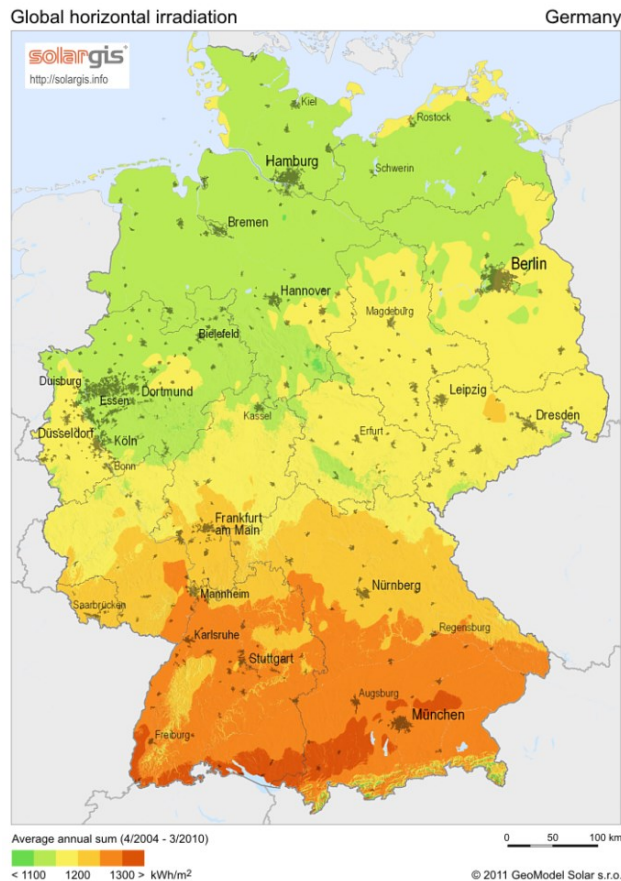 Global horizontal irradiation
Germany
solargis
http://solargis.info
Kiel
Rostock
Hamburg
Schwerin
Bremen
Berlin
Hannover
Magdeburg
Bielefeld
Duisburg
Essen
Dortmund
Leipzig
Kassel
Dresden
Düsseldorf
Erfurt
Köln
Bonn
Frankfurt
am Main
Nürnberg
Mannheim
Saarbrücken
Regensburg
Karlsruhe
Stuttgart
Augsburg
München
Freiburg
Average annual sum (4/2004 - 3/2010)
0 50 100 km
< 1100 1200 1300 > kWh/m²
© 2011 GeoModel Solar s.r.o.